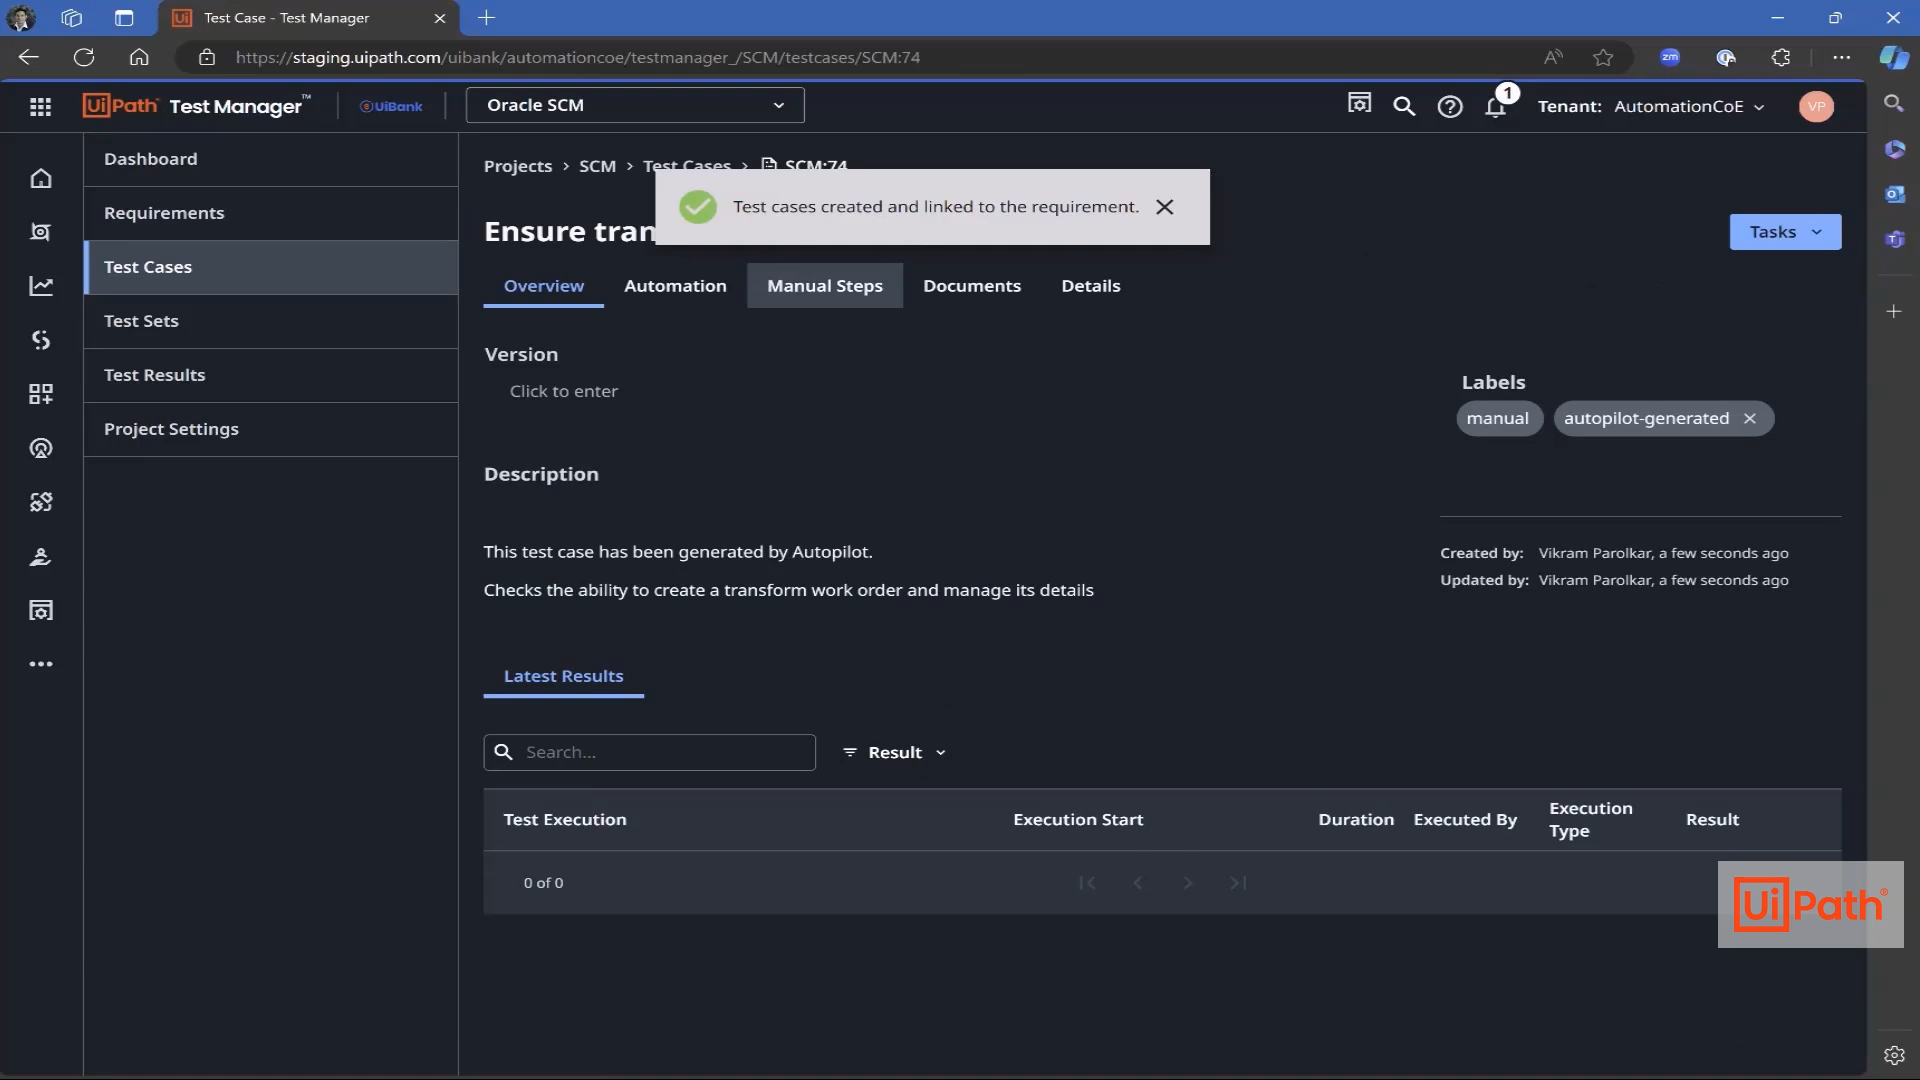 Test Case - Test Manager
https://staging.uipath.com/uibank/automationcoe/testmanager_/SCM/testcases/SCM:74
zm
UiPath Test Manager™
UiBank
Oracle SCM
1
Tenant: AutomationCoE
VP
Dashboard
Requirements
Test Cases
Test Sets
Test Results
Project Settings
Projects > SCM > Test Cases > SCM:74
Test cases created and linked to the requirement.
Ensure tran
Tasks
Overview
Automation
Manual Steps
Documents
Details
Version
Click to enter
Labels
manual
autopilot-generated
Description
This test case has been generated by Autopilot.
Checks the ability to create a transform work order and manage its details
Created by: Vikram Parolkar, a few seconds ago
Updated by: Vikram Parolkar, a few seconds ago
Latest Results
Search...
Result
Test Execution
Execution Start
Duration
Executed By
Execution
Type
Result
0 of 0
UiPath®